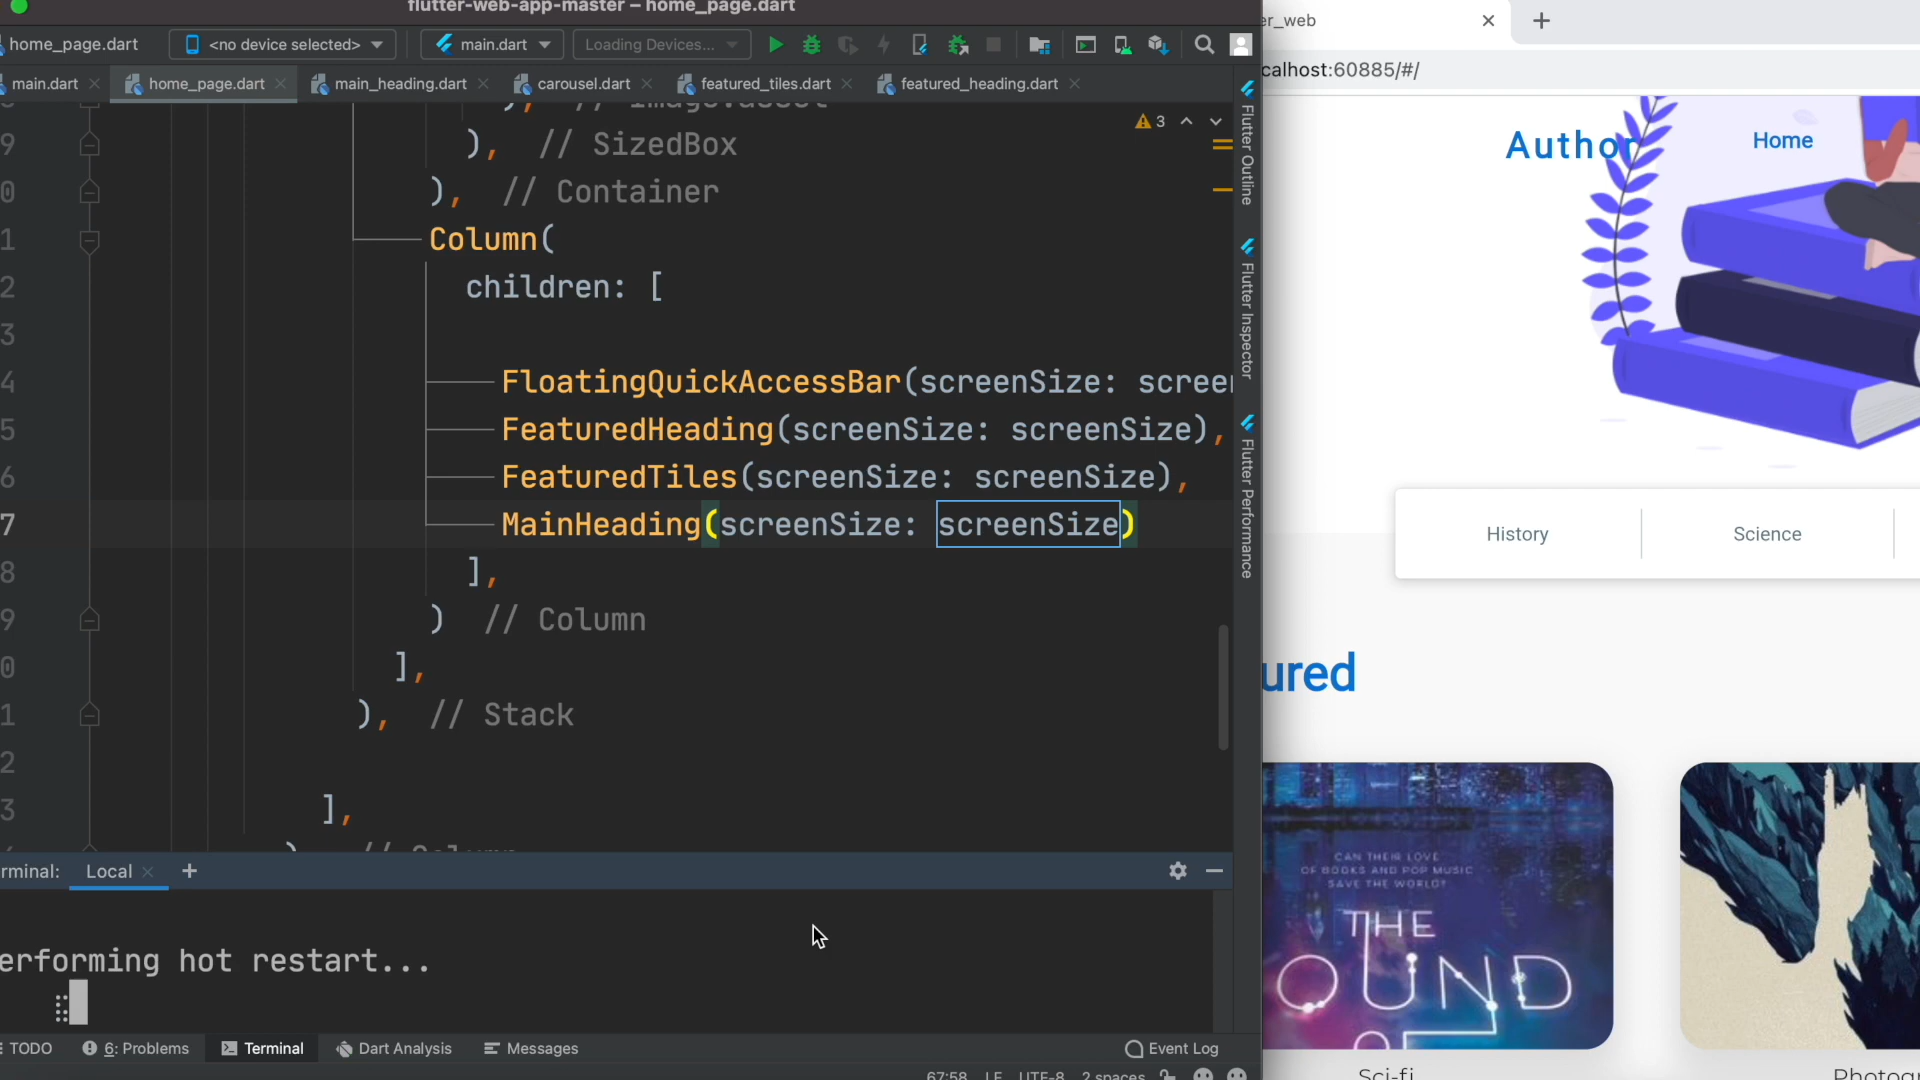 flutter-web-app-master – home_page.dart
home_page.dart
<no device selected>
main.dart
Loading Devices...
main.dart
home_page.dart
main_heading.dart
carousel.dart
featured_tiles.dart
featured_heading.dart
3
), // SizedBox
), // Container
Column(
children: [
FloatingQuickAccessBar(screenSize: screen
FeaturedHeading(screenSize: screenSize),
FeaturedTiles(screenSize: screenSize),
MainHeading(screenSize: screenSize)
],
) // Column
],
), // Stack
],
Flutter Outline
Flutter Inspector
Flutter Performance
rminal:
Local
erforming hot restart...
TODO
6: Problems
Terminal
Dart Analysis
Messages
Event Log
67:58
LF
UTF-8
2 spaces
er_web
calhost:60885/#/
Author
Home
History
Science
ured
CAN THEIR LOVE
OF BOOKS AND POP MUSIC
SAVE THE WORLD?
THE
OUND
OF
Sci-fi
Photog